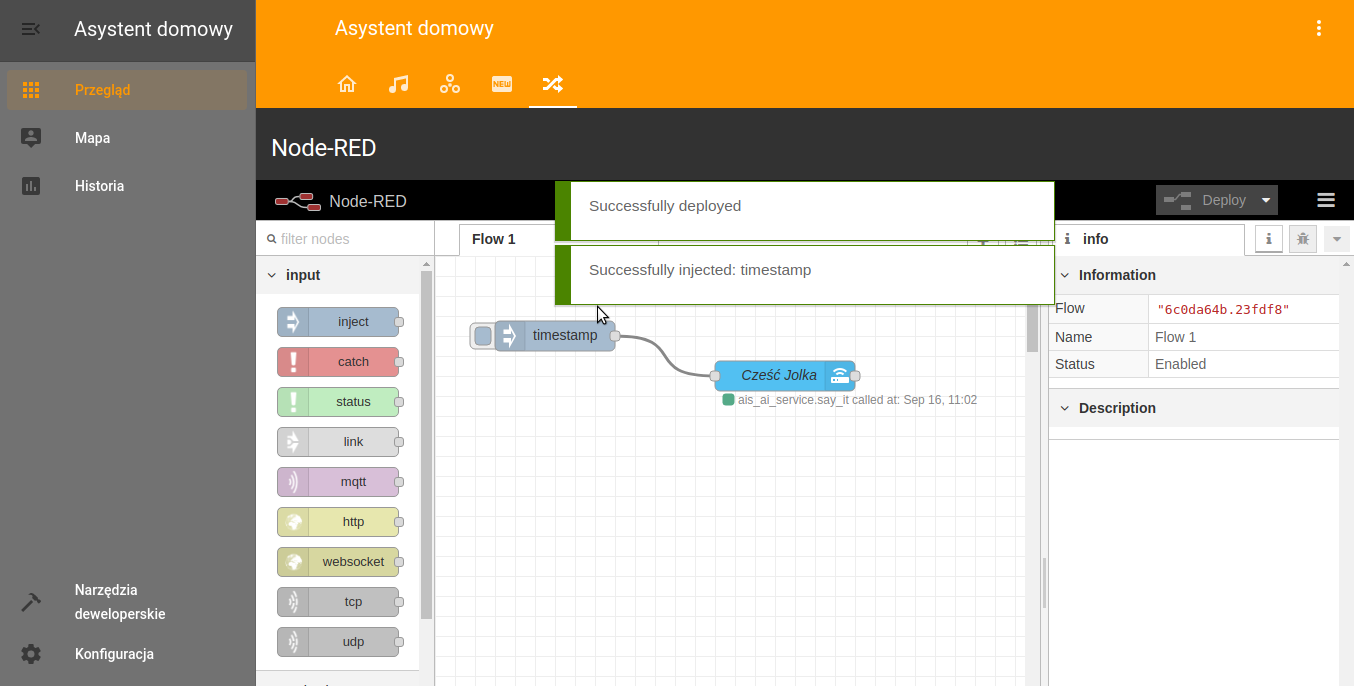 Asystent domowy
Przegląd
Mapa
Historia
Narzędzia
deweloperskie
Konfiguracja
Asystent domowy
NEW
Node-RED
Node-RED
Deploy
Successfully deployed
Successfully injected: timestamp
filter nodes
input
inject
catch
status
link
mqtt
http
websocket
tcp
udp
Flow 1
timestamp
Cześć Jolka
ais_ai_service.say_it called at: Sep 16, 11:02
info
Information
Flow "6c0da64b.23fdf8"
Name Flow 1
Status Enabled
Description